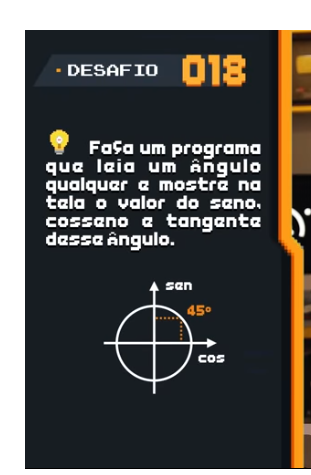 DESAFIO 018
Faça um programa
que leia um ângulo
qualquer e mostre na
tela o valor do seno,
cosseno e tangente
desse ângulo.
sen
45º
cos